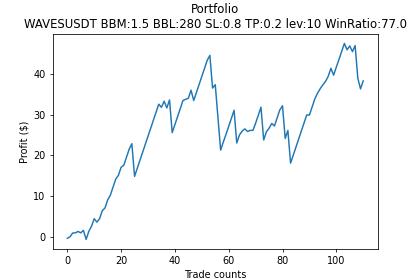 Portfolio
WAVESUSDT BBM:1.5 BBL:280 SL:0.8 TP:0.2 lev:10 WinRatio:77.0
40
30
20
10
0
Profit ($)
0 20 40 60 80 100
Trade counts